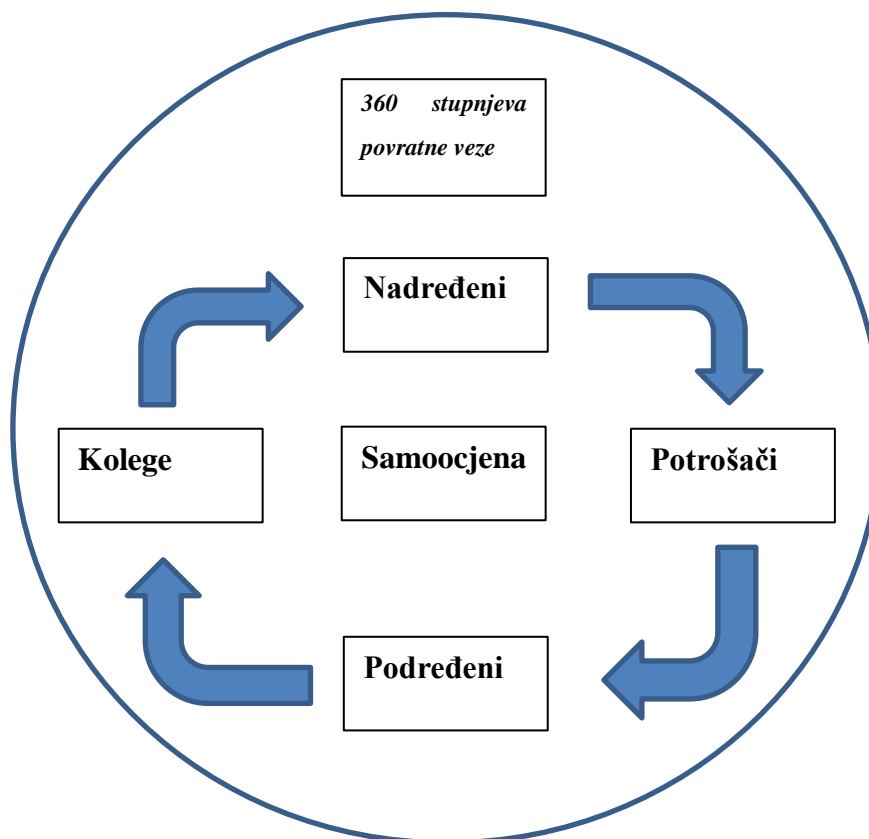 360 stupnjeva
povratne veze
Nadređeni
Kolege
Samoocjena
Potrošači
Podređeni